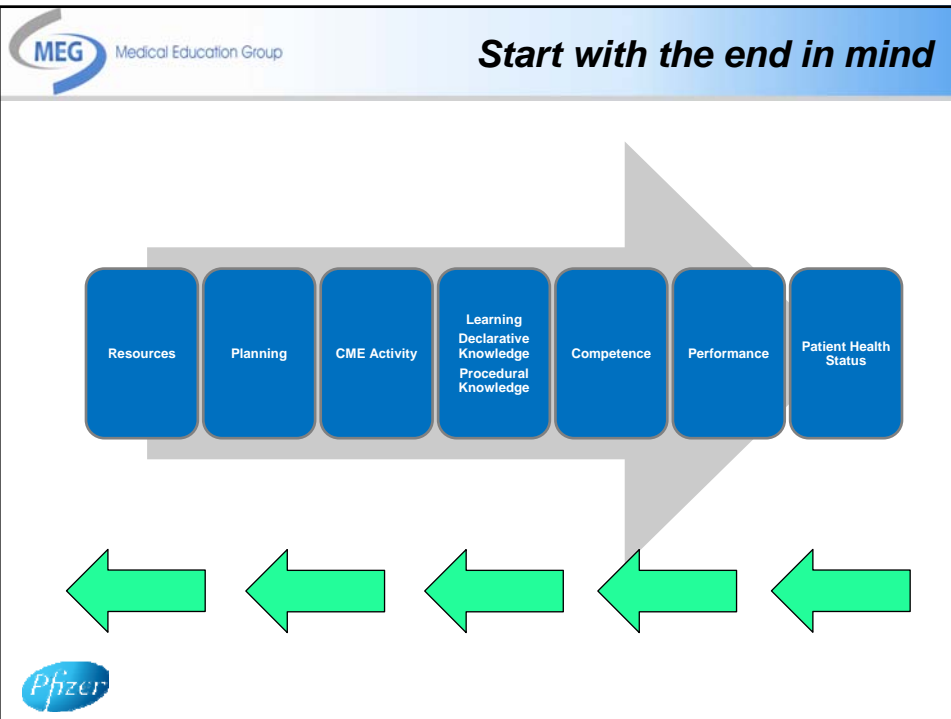 MEG
Medical Education Group
Start with the end in mind
Resources
Planning
CME Activity
Learning
Declarative
Knowledge
Procedural
Knowledge
Competence
Performance
Patient Health
Status
Pfizer